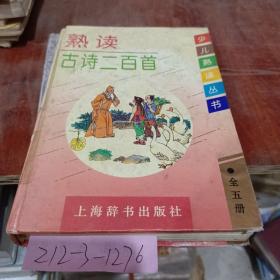 熟读
古诗二百首
少儿熟读丛书
全五册
上海辞书出版社
212-3-1276